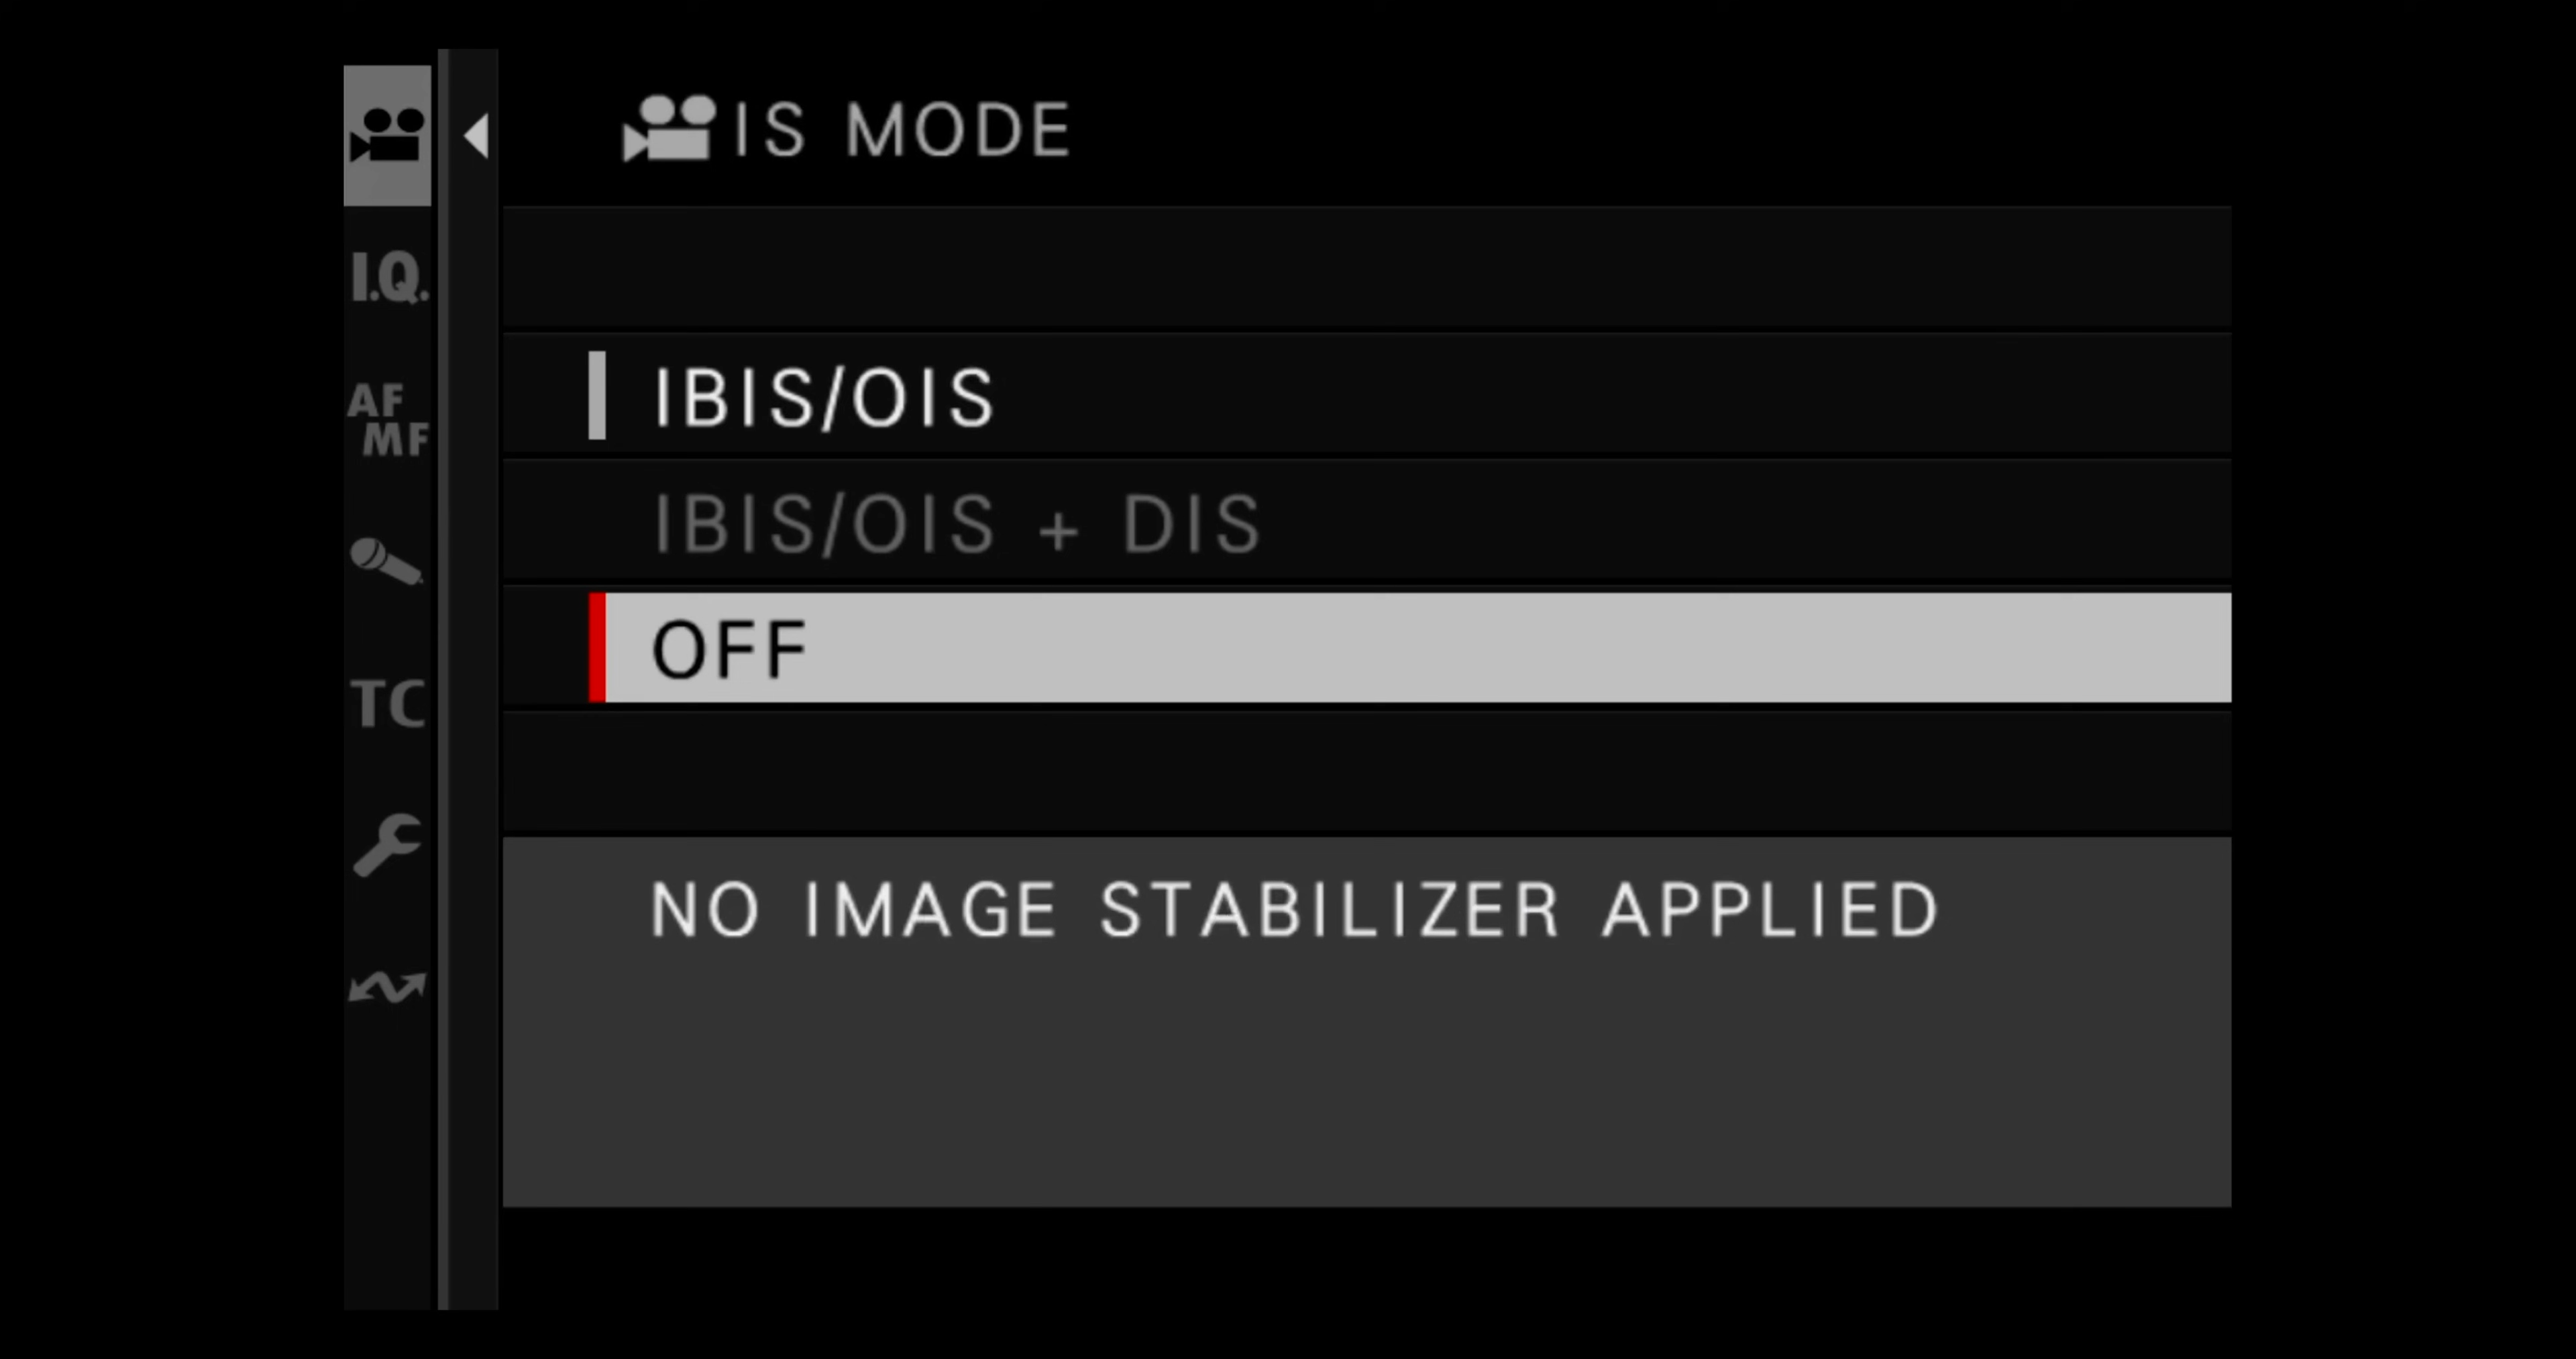 IS MODE
I.Q.
IBIS/OIS
AF
MF
IBIS/OIS + DIS
OFF
TC
NO IMAGE STABILIZER APPLIED